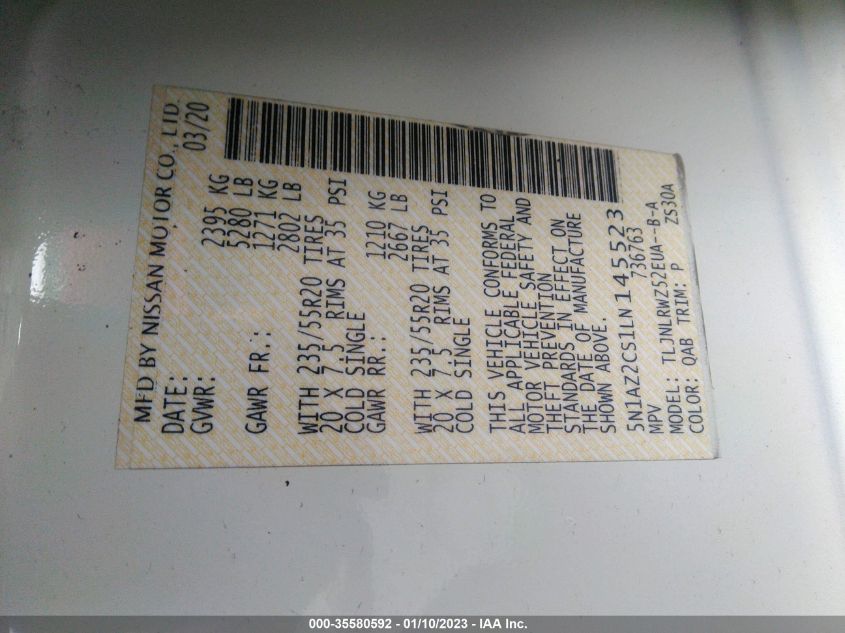 MFD BY NISSAN MOTOR CO., LTD.
DATE: 03/20
GVWR: 2395 KG
5280 LB
GAWR FR.: 1271 KG
2802 LB
WITH 235/55R20 TIRES
20 X 7.5 RIMS AT 35 PSI
COLD SINGLE
GAWR RR.: 1210 KG
2667 LB
WITH 235/55R20 TIRES
20 X 7.5 RIMS AT 35 PSI
COLD SINGLE
THIS VEHICLE CONFORMS TO
ALL APPLICABLE FEDERAL
MOTOR VEHICLE SAFETY AND
THEFT PREVENTION
STANDARDS IN EFFECT ON
THE DATE OF MANUFACTURE
SHOWN ABOVE.
5N1AZ2CS1LN145523
MPV 736763
MODEL: TLJNLRWZ52EUA--B-A
COLOR: QAB TRIM: P ZS30A
000-35580592 - 01/10/2023 - IAA Inc.